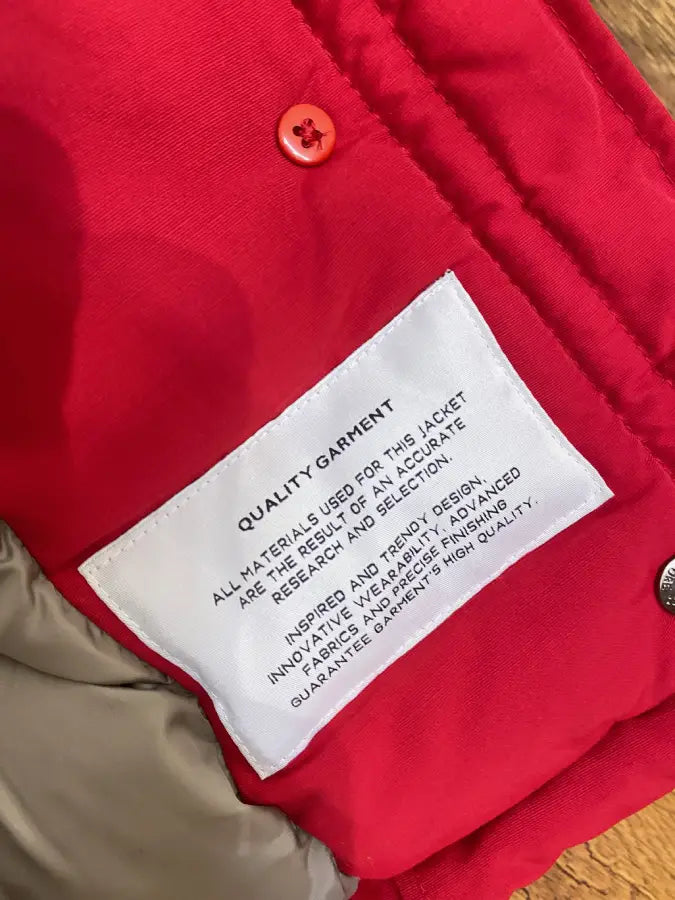 QUALITY GARMENT
ALL MATERIALS USED FOR THIS JACKET
ARE THE RESULT OF AN ACCURATE
RESEARCH AND SELECTION.
INSPIRED AND TRENDY DESIGN,
INNOVATIVE WEARABILITY, ADVANCED
FABRICS AND PRECISE FINISHING
GUARANTEE GARMENT'S HIGH QUALITY.